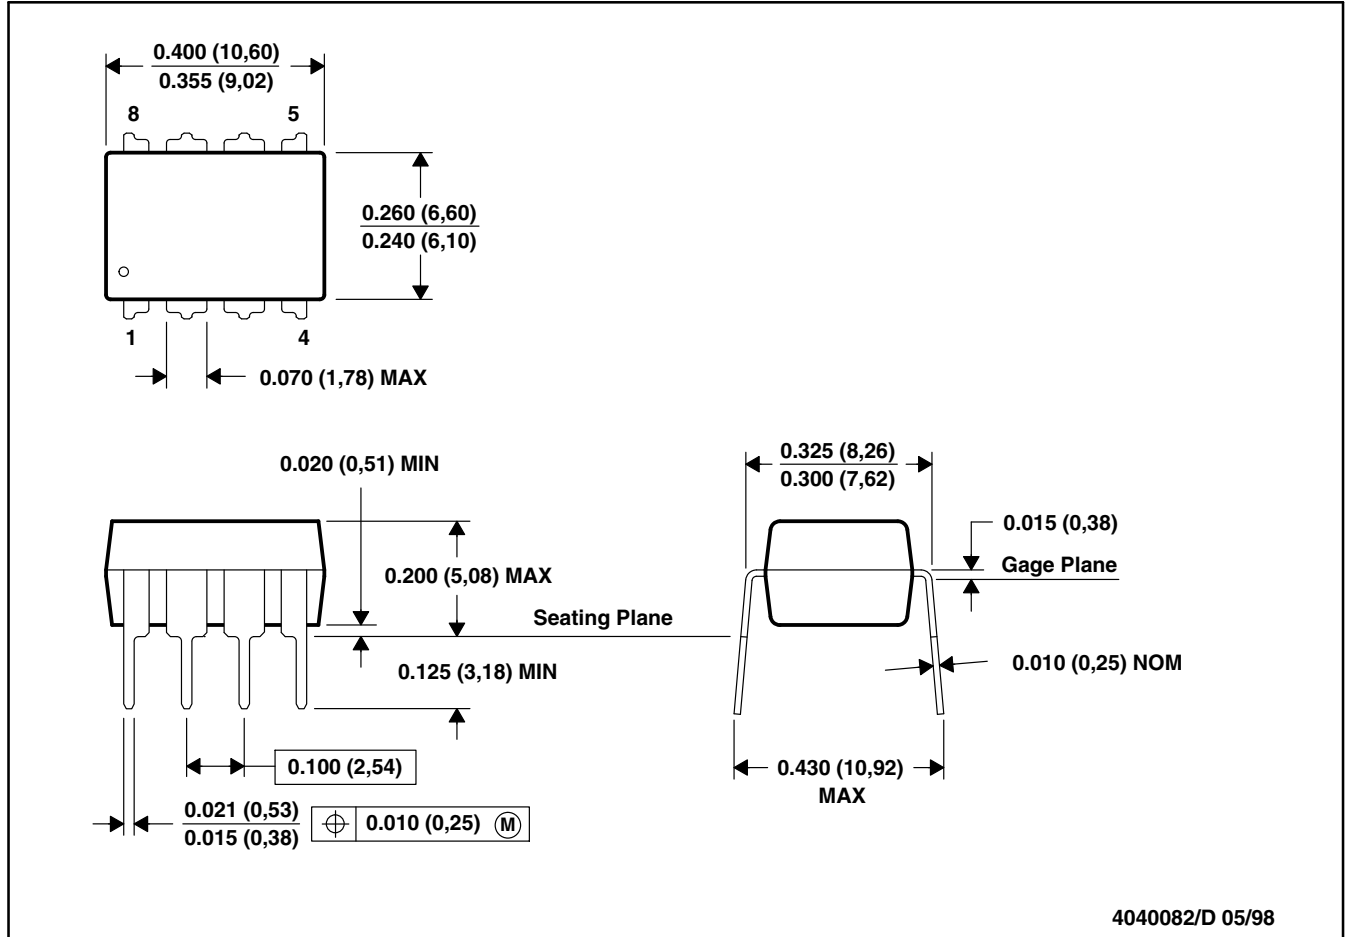 0.400 (10,60)
0.355 (9,02)
8
5
0.260 (6,60)
0.240 (6,10)
1
4
0.070 (1,78) MAX
0.020 (0,51) MIN
0.200 (5,08) MAX
Seating Plane
0.125 (3,18) MIN
0.100 (2,54)
0.021 (0,53)
0.015 (0,38)
0.010 (0,25) M
0.325 (8,26)
0.300 (7,62)
0.015 (0,38)
Gage Plane
0.010 (0,25) NOM
0.430 (10,92)
MAX
4040082/D 05/98